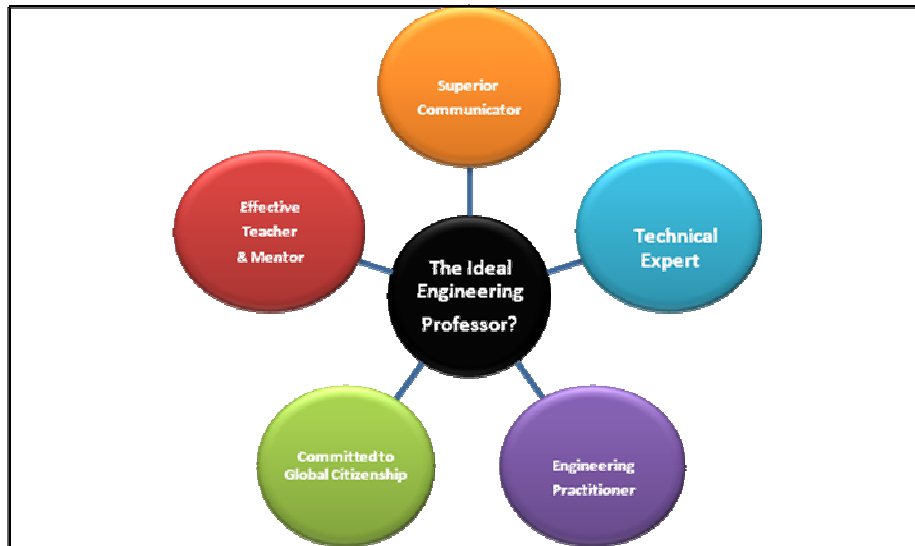 Superior
Communicator
Effective
Teacher
& Mentor
Technical
Expert
The Ideal
Engineering
Professor?
Committed to
Global Citizenship
Engineering
Practitioner